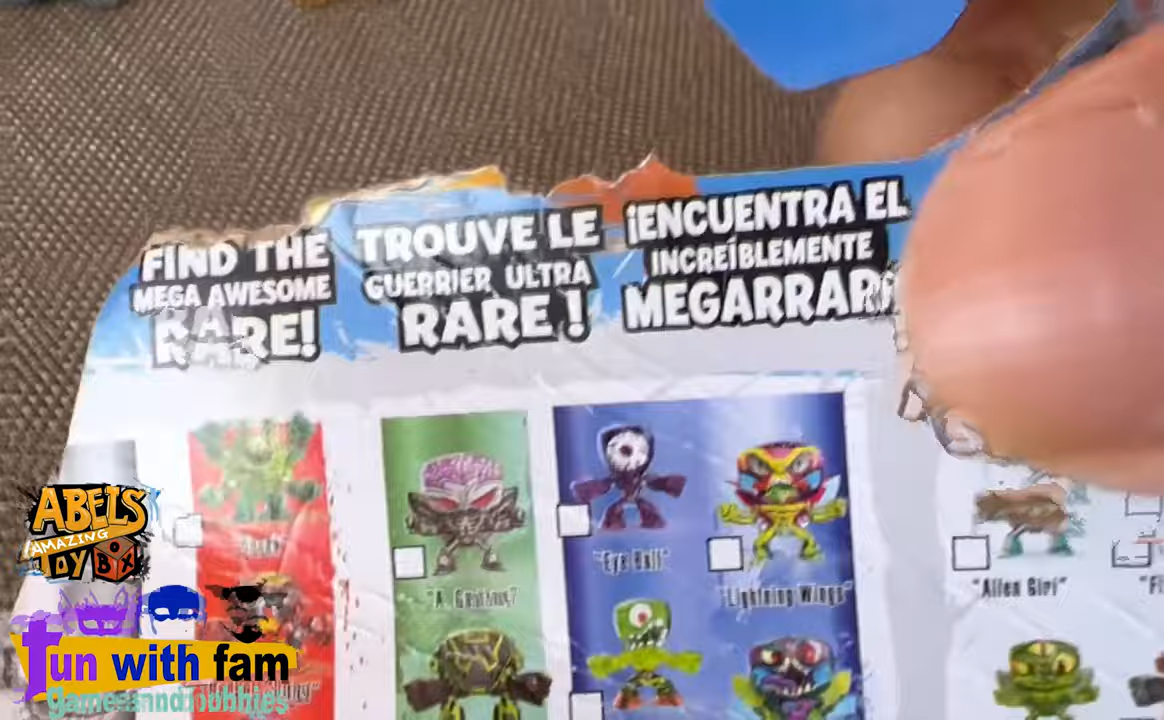 FIND THE
MEGA AWESOME
RARE!
TROUVE LE
GUERRIER ULTRA
RARE !
¡ENCUENTRA EL
INCREÍBLEMENTE
"Eye Ball"
"Lightning Wings"
"Alien Girl"
ABELS
AMAZING
TOY BOX
fun with fam
gamesandhobbies